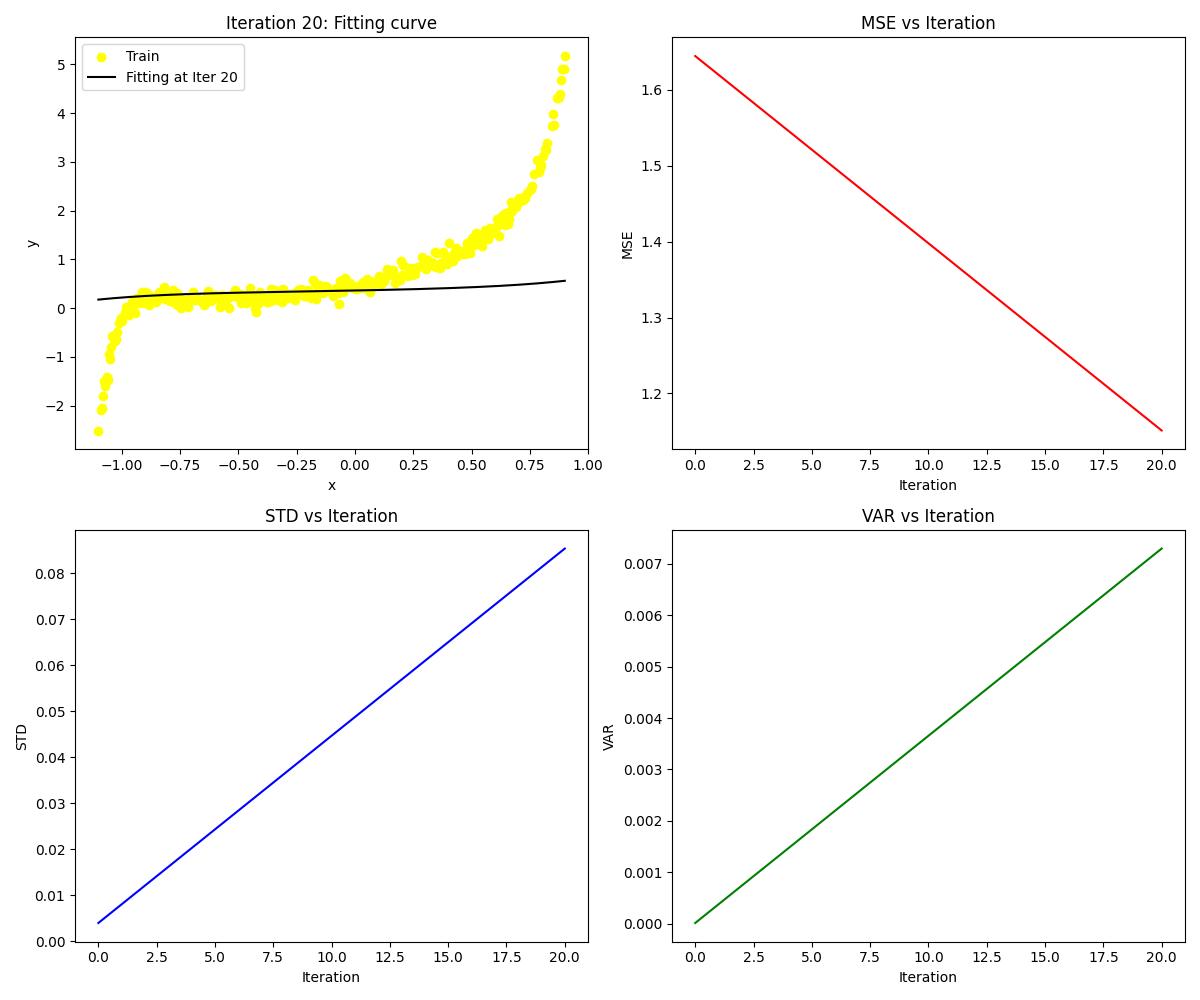 Iteration 20: Fitting curve
Train
Fitting at Iter 20
5
4
3
2
1
0
−1
−2
y
−1.00 −0.75 −0.50 −0.25 0.00 0.25 0.50 0.75 1.00
x
MSE vs Iteration
1.6
1.5
1.4
1.3
1.2
MSE
0.0 2.5 5.0 7.5 10.0 12.5 15.0 17.5 20.0
Iteration
STD vs Iteration
0.08
0.07
0.06
0.05
0.04
0.03
0.02
0.01
0.00
STD
0.0 2.5 5.0 7.5 10.0 12.5 15.0 17.5 20.0
Iteration
VAR vs Iteration
0.007
0.006
0.005
0.004
0.003
0.002
0.001
0.000
VAR
0.0 2.5 5.0 7.5 10.0 12.5 15.0 17.5 20.0
Iteration